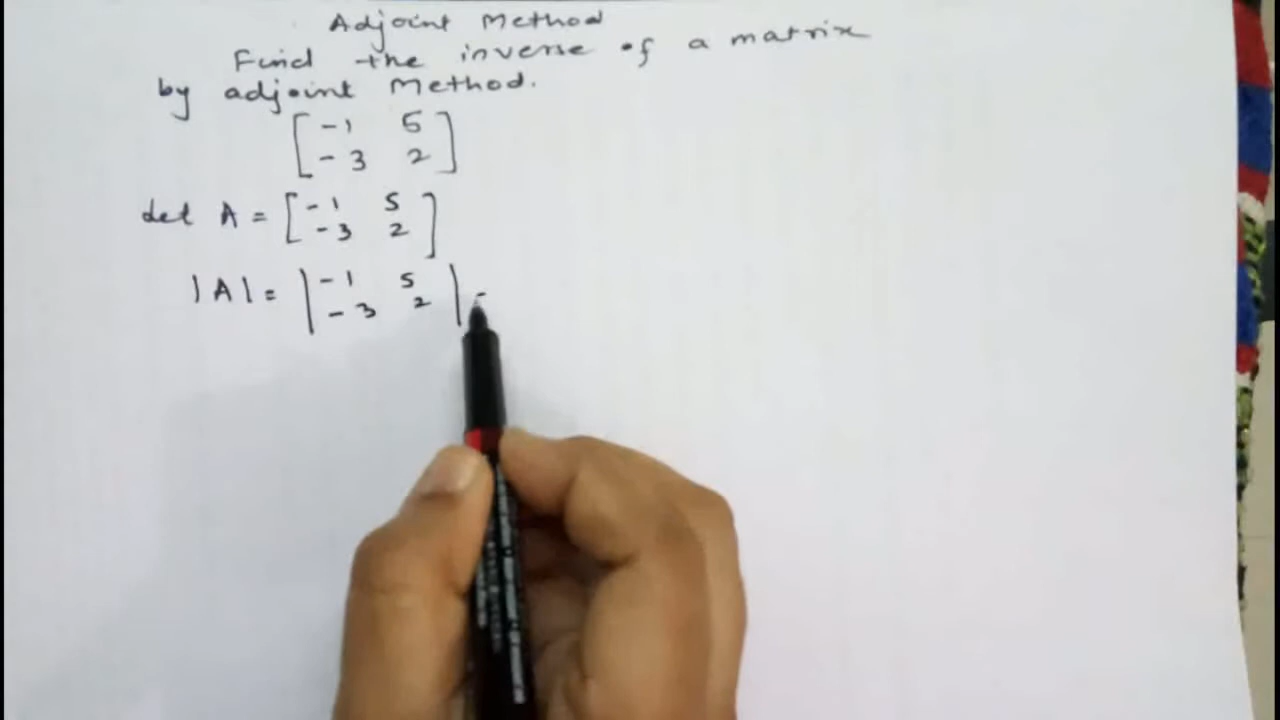 Adjoint Method
Find the inverse of a matrix
by adjoint Method.
[ -1 5
-3 2 ]
det A = [ -1 5
-3 2 ]
|A| = | -1 5
-3 2 | -